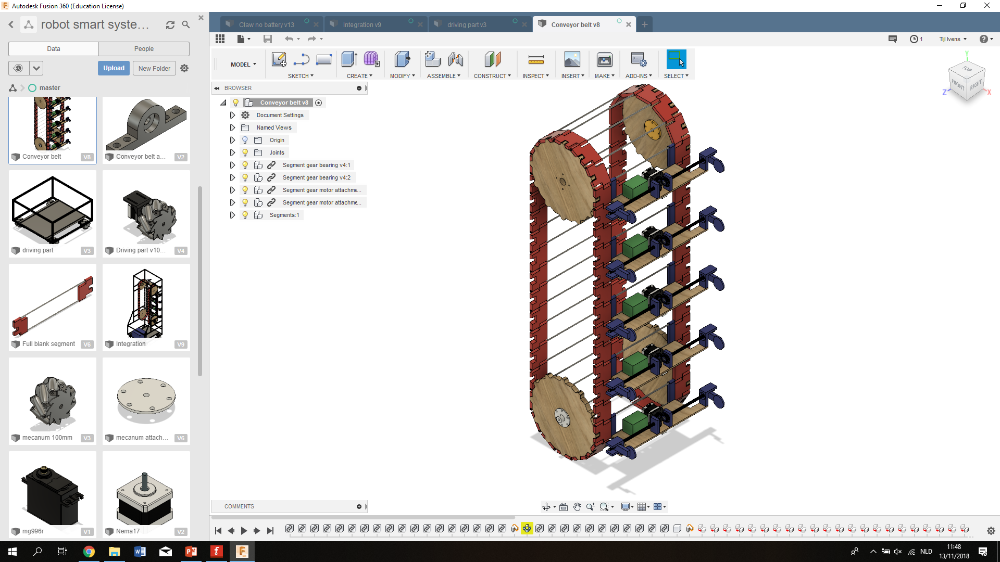 Autodesk Fusion 360 (Education License)
robot smart syste...
Claw no battery v13
Integration v9
driving part v3
Conveyor belt v8
Data
People
1
Tijl Ivens
Upload
New Folder
MODEL
SKETCH
CREATE
MODIFY
ASSEMBLE
CONSTRUCT
INSPECT
INSERT
MAKE
ADD-INS
SELECT
TOP
FRONT
RIGHT
Y
Z
X
master
BROWSER
Conveyor belt v8
Document Settings
Named Views
Origin
Joints
Segment gear bearing v4:1
Segment gear bearing v4:2
Segment gear motor attachme...
Segment gear motor attachme...
Segments:1
Conveyor belt V8
Conveyor belt a... V2
driving part V3
Driving part v10... V4
Full blank segment V6
Integration V9
mecanum 100mm V3
mecanum attach... V6
mg996r V1
Nema17 V2
COMMENTS
NLD
11:48
13/11/2018